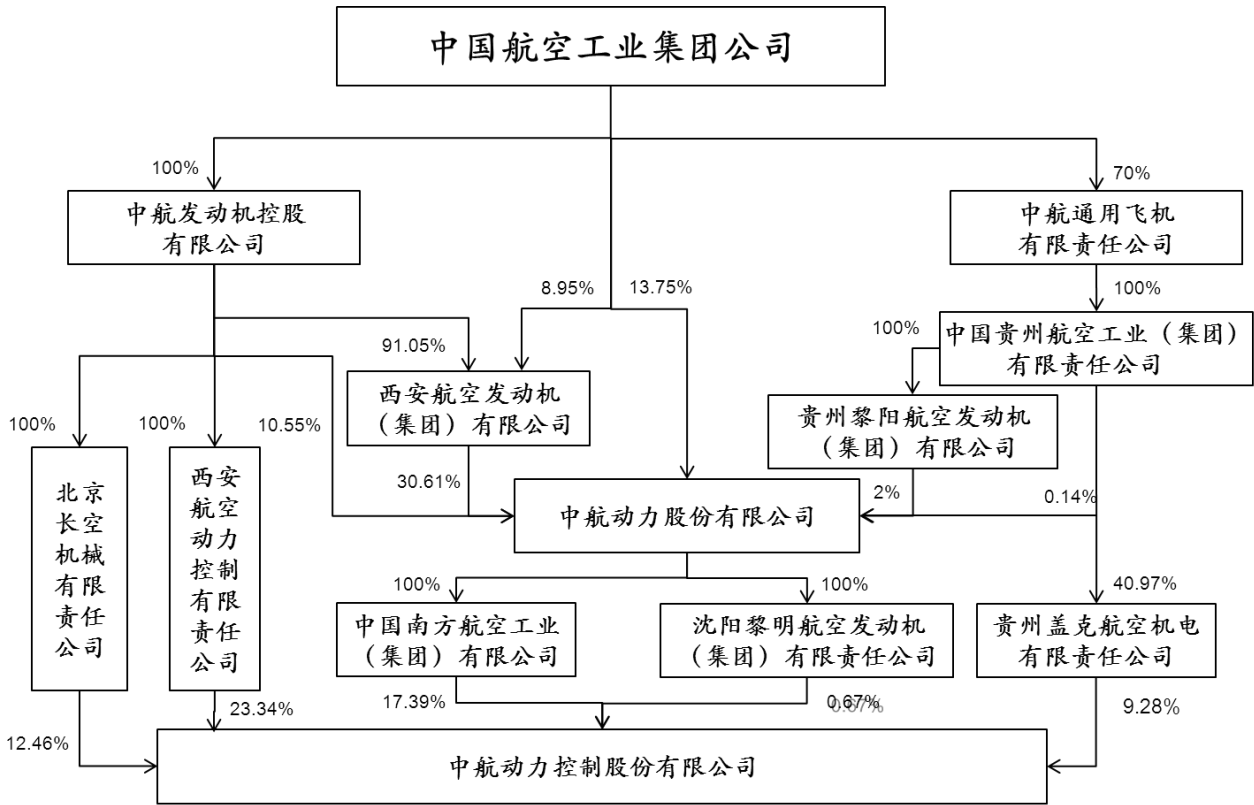 中国航空工业集团公司
100%
70%
中航发动机控股
有限公司
中航通用飞机
有限责任公司
8.95%
13.75%
100%
91.05%
100%
中国贵州航空工业（集团）
有限责任公司
西安航空发动机
（集团）有限公司
贵州黎阳航空发动机
（集团）有限公司
100%
100%
10.55%
30.61%
2%
0.14%
北京
长空
机械
有限
责任
公司
西安
航空
动力
控制
有限
责任
公司
中航动力股份有限公司
100%
100%
40.97%
中国南方航空工业
（集团）有限公司
沈阳黎明航空发动机
（集团）有限责任公司
贵州盖克航空机电
有限责任公司
12.46%
23.34%
17.39%
0.67%
0.67%
9.28%
中航动力控制股份有限公司